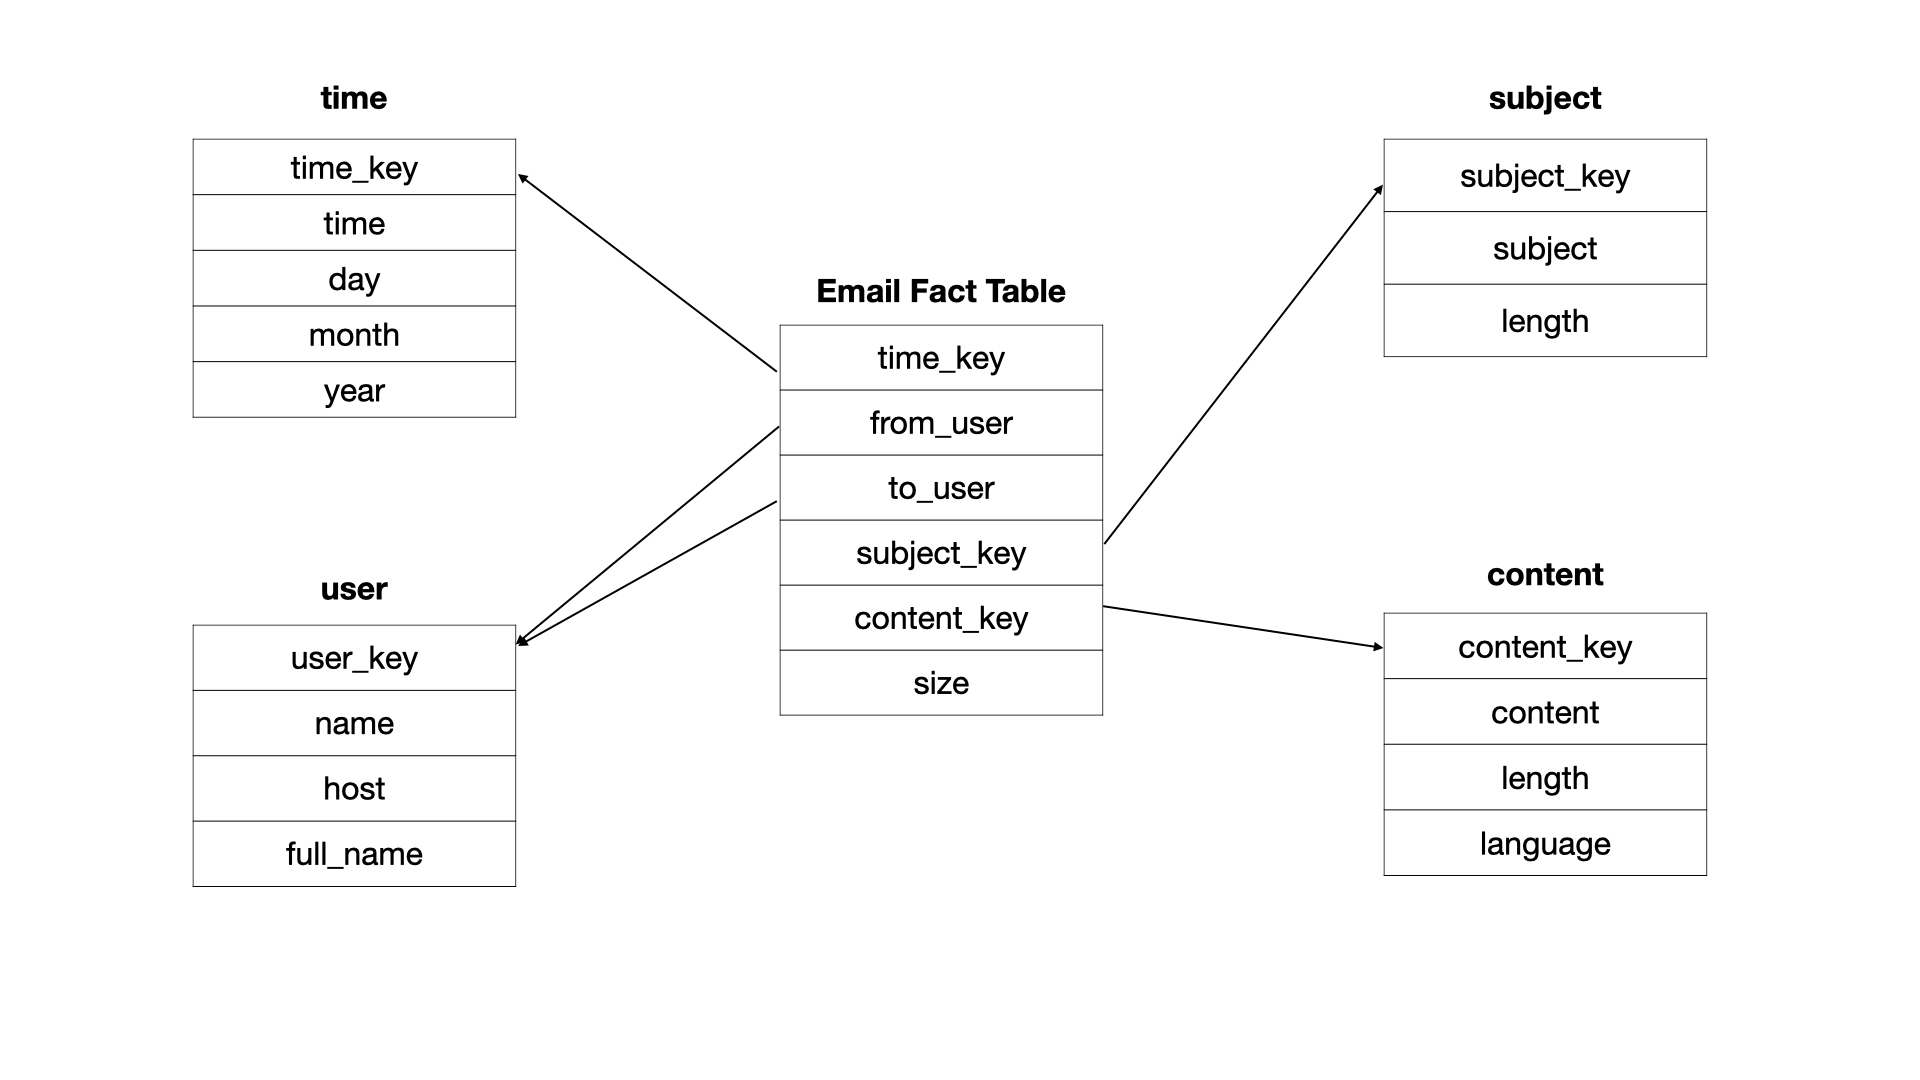 time
time_key
time
day
month
year
user
user_key
name
host
full_name
Email Fact Table
time_key
from_user
to_user
subject_key
content_key
size
subject
subject_key
subject
length
content
content_key
content
length
language